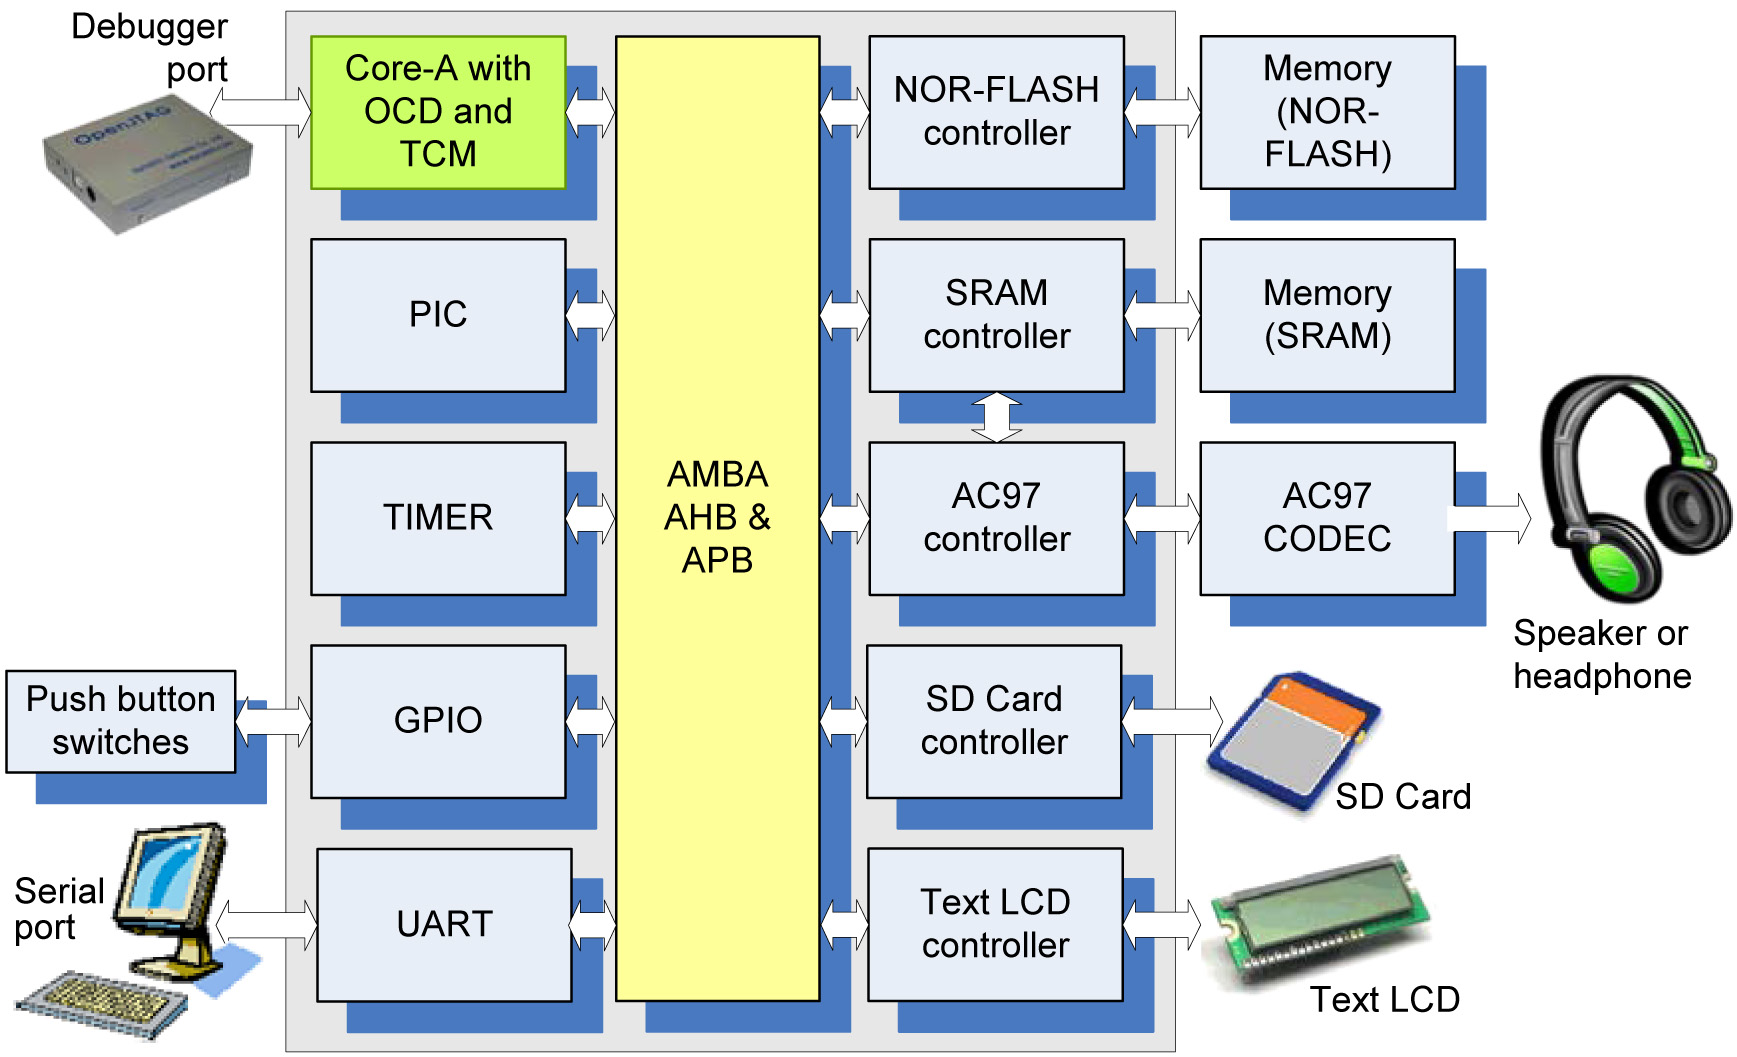 Debugger
port
OpenJTAG
Core-A with
OCD and
TCM
NOR-FLASH
controller
Memory
(NOR-
FLASH)
PIC
SRAM
controller
Memory
(SRAM)
TIMER
AMBA
AHB &
APB
AC97
controller
AC97
CODEC
Speaker or
headphone
Push button
switches
GPIO
SD Card
controller
SD Card
Serial
port
UART
Text LCD
controller
Text LCD